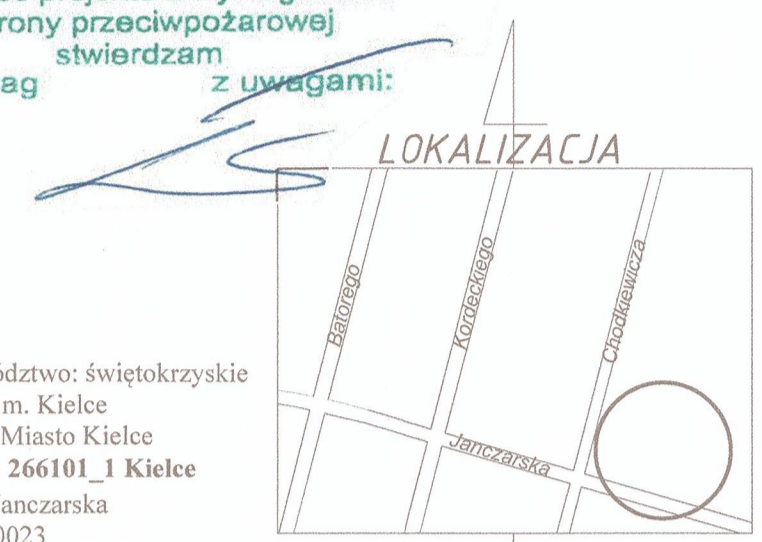 rony przeciwpożarowej
stwierdzam
ag z uwagami:
LOKALIZACJA
Batorego
Kordeckiego
Chodkiewicza
Janczarska
ództwo: świętokrzyskie
m. Kielce
Miasto Kielce
266101_1 Kielce
anczarska
0023